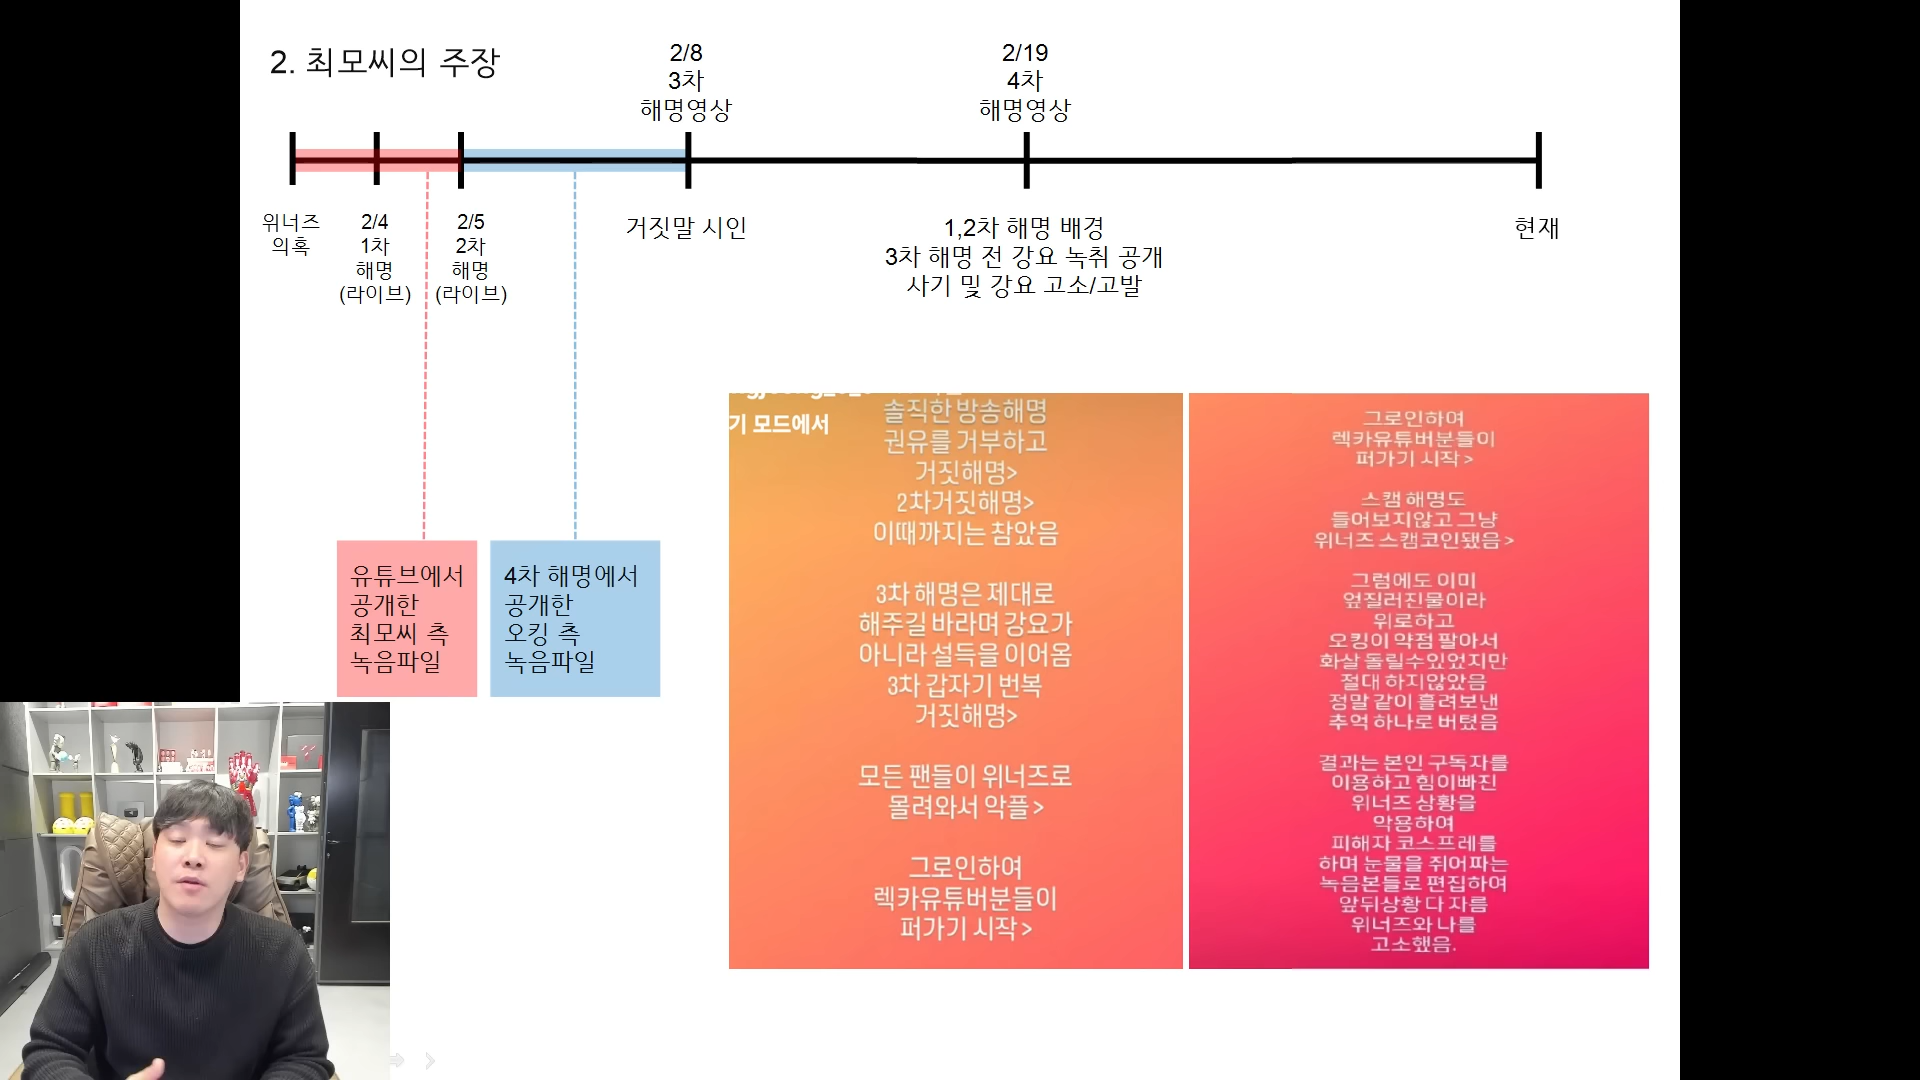 2. 최모씨의 주장
2/8
3차
해명영상
2/19
4차
해명영상
위너즈
의혹
2/4
1차
해명
(라이브)
2/5
2차
해명
(라이브)
거짓말 시인
1,2차 해명 배경
3차 해명 전 강요 녹취 공개
사기 및 강요 고소/고발
현재
유튜브에서
공개한
최모씨 측
녹음파일
4차 해명에서
공개한
오킹 측
녹음파일
기 모드에서
솔직한 방송해명
권유를 거부하고
거짓해명>
2차거짓해명>
이때까지는 참았음
3차 해명은 제대로
해주길 바라며 강요가
아니라 설득을 이어옴
3차 갑자기 번복
거짓해명>
모든 팬들이 위너즈로
몰려와서 악플>
그로인하여
렉카유튜버분들이
퍼가기 시작>
그로인하여
렉카유튜버분들이
퍼가기 시작>
스캠 해명도
들어보지않고 그냥
위너즈 스캠코인됐음>
그럼에도 이미
엎질러진물이라
위로하고
오킹이 약점 팔아서
화살 돌릴수있었지만
절대 하지않았음
정말 같이 흘려보낸
추억 하나로 버텼음
결과는 본인 구독자를
이용하고 힘이빠진
위너즈 상황을
악용하여
피해자 코스프레를
하며 눈물을 쥐어짜는
녹음본들로 편집하여
앞뒤상황 다 자름
위너즈와 나를
고소했음.